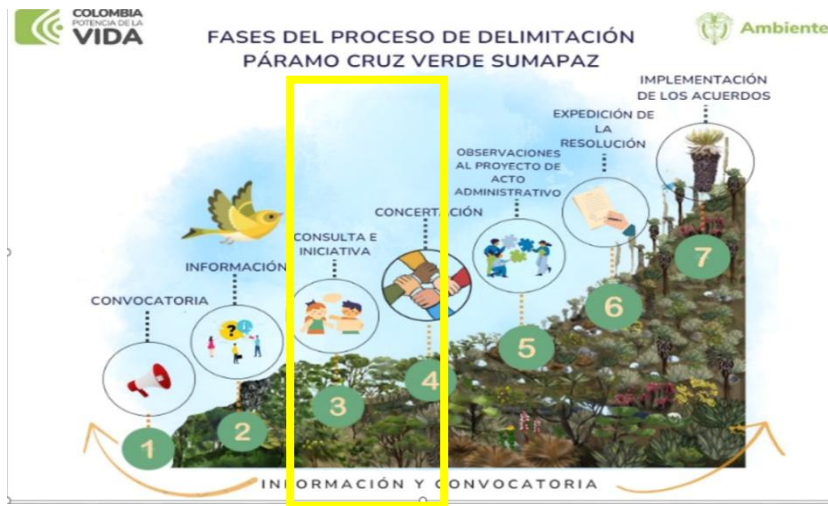 COLOMBIA
POTENCIA DE LA
VIDA
Ambiente
FASES DEL PROCESO DE DELIMITACIÓN
PÁRAMO CRUZ VERDE SUMAPAZ
CONVOCATORIA
1
INFORMACIÓN
2
CONSULTA E
INICIATIVA
3
CONCERTACIÓN
4
OBSERVACIONES
AL PROYECTO DE
ACTO
ADMINISTRATIVO
5
EXPEDICIÓN DE
LA
RESOLUCIÓN
6
IMPLEMENTACIÓN
DE LOS ACUERDOS
7
INFORMACIÓN Y CONVOCATORIA